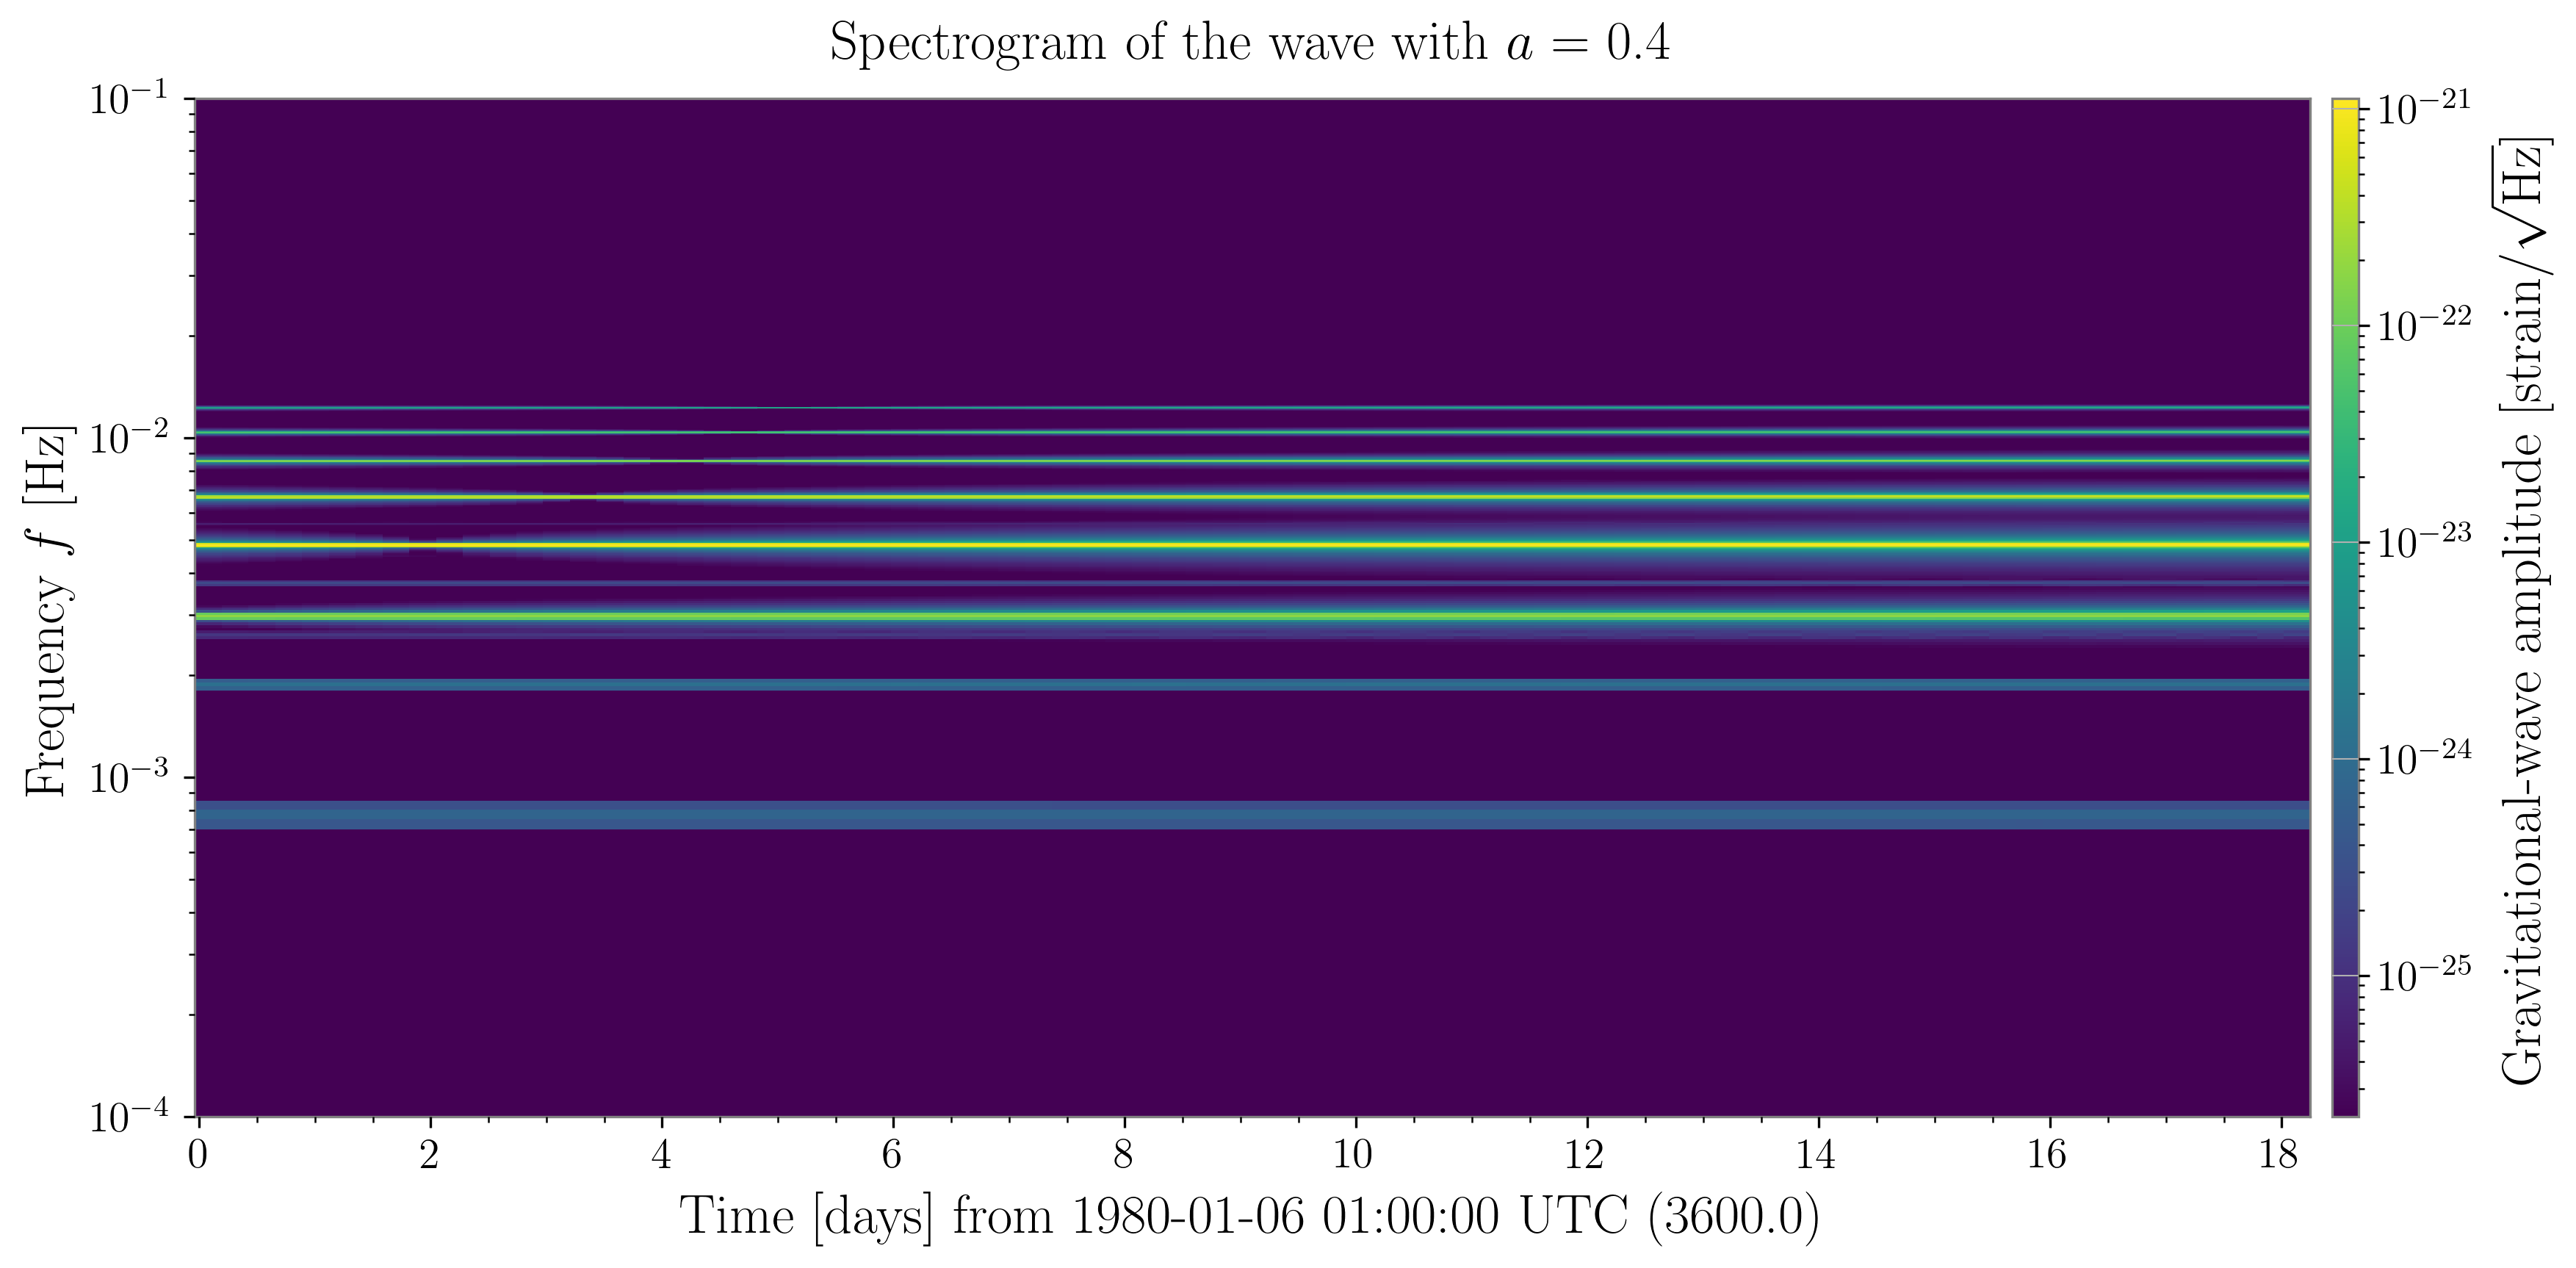 Spectrogram of the wave with a = 0.4
Frequency f [Hz]
10⁻¹
10⁻²
10⁻³
10⁻⁴
0 2 4 6 8 10 12 14 16 18
Time [days] from 1980-01-06 01:00:00 UTC (3600.0)
10⁻²¹
10⁻²²
10⁻²³
10⁻²⁴
10⁻²⁵
Gravitational-wave amplitude [strain/√Hz]